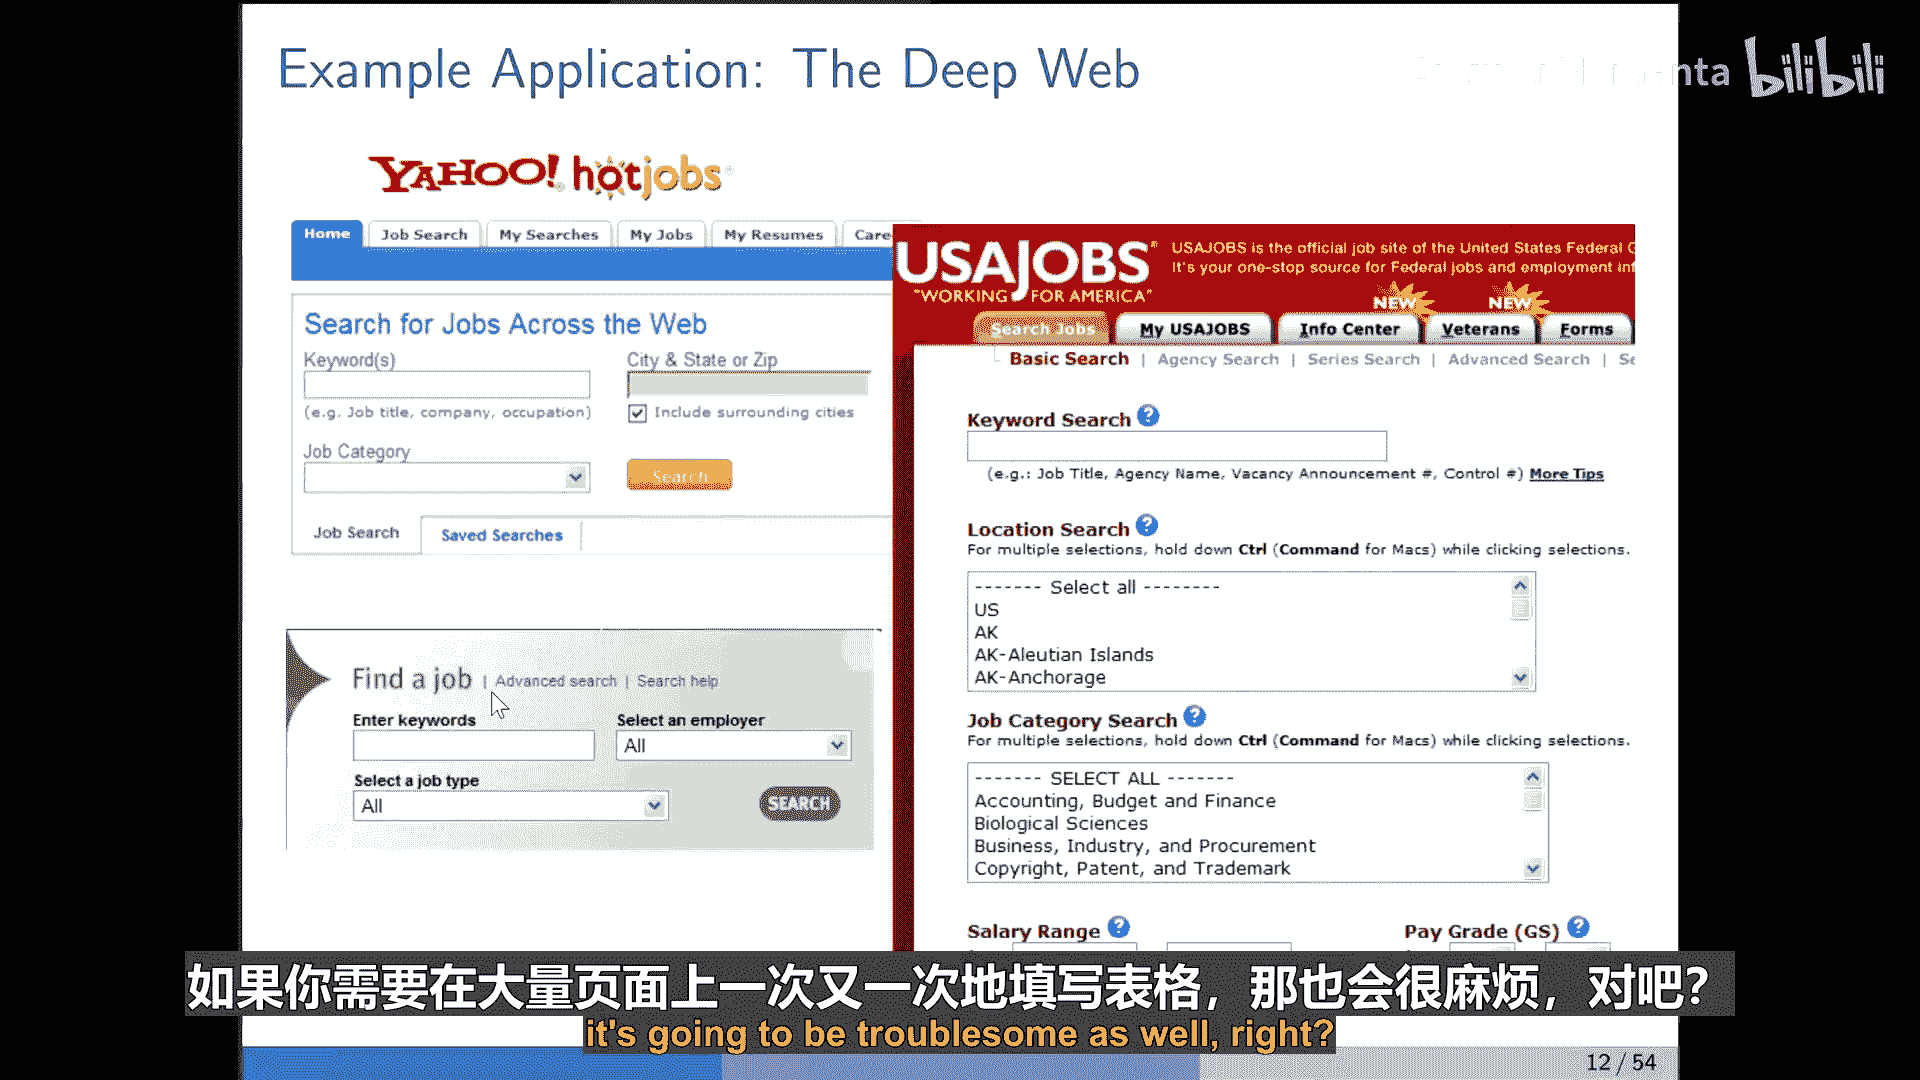 Example Application: The Deep Web
nta bilibili
YAHOO! hotjobs
Home Job Search My Searches My Jobs My Resumes Care
Search for Jobs Across the Web
Keyword(s) City & State or Zip
(e.g. Job title, company, occupation) Include surrounding cities
Job Category
Search
Job Search Saved Searches
Find a job | Advanced search | Search help
Enter keywords Select an employer
All
Select a job type
All SEARCH
USAJOBS
"WORKING FOR AMERICA"
USAJOBS is the official job site of the United States Federal G
It's your one-stop source for Federal jobs and employment inf
NEW NEW
Search Jobs My USAJOBS Info Center Veterans Forms
Basic Search | Agency Search | Series Search | Advanced Search | Se
Keyword Search ?
(e.g.: Job Title, Agency Name, Vacancy Announcement #, Control #) More Tips
Location Search ?
For multiple selections, hold down Ctrl (Command for Macs) while clicking selections.
------- Select all --------
US
AK
AK-Aleutian Islands
AK-Anchorage
Job Category Search ?
For multiple selections, hold down Ctrl (Command for Macs) while clicking selections.
------- SELECT ALL -------
Accounting, Budget and Finance
Biological Sciences
Business, Industry, and Procurement
Copyright, Patent, and Trademark
Salary Range ? Pay Grade (GS) ?
如果你需要在大量页面上一次又一次地填写表格，那也会很麻烦，对吧？
it's going to be troublesome as well, right?
12 / 54